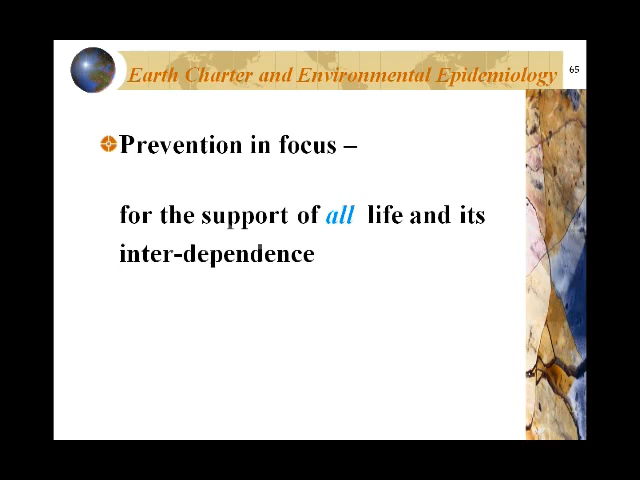 Earth Charter and Environmental Epidemiology
65
Prevention in focus –
for the support of all life and its
inter-dependence